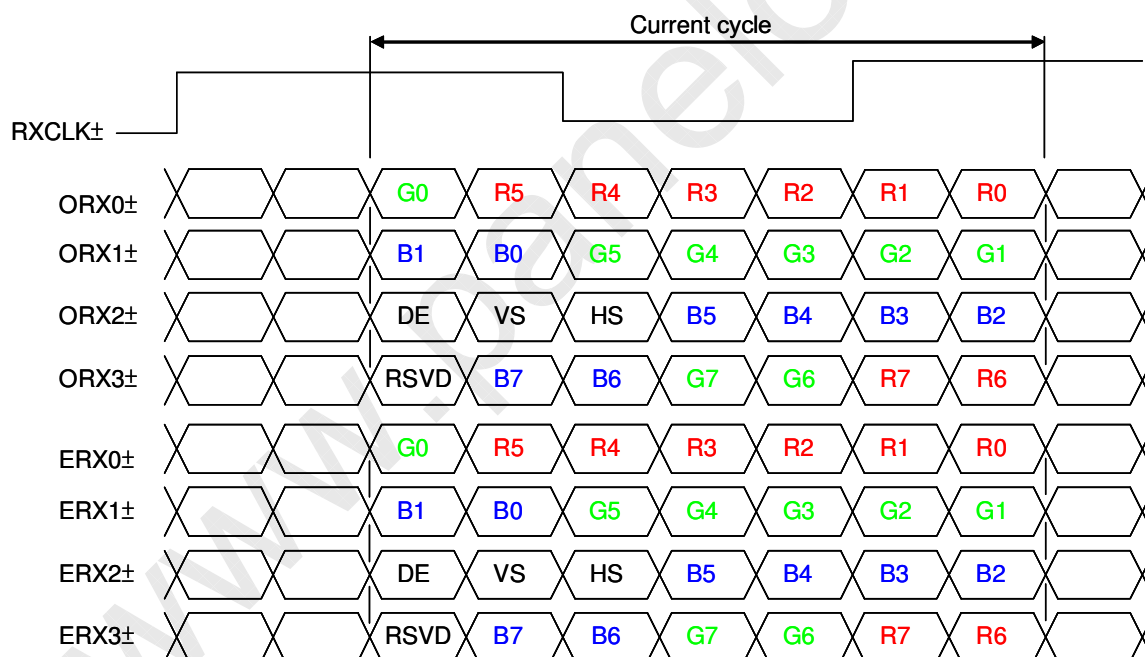 Current cycle
RXCLK±
ORX0± G0 R5 R4 R3 R2 R1 R0
ORX1± B1 B0 G5 G4 G3 G2 G1
ORX2± DE VS HS B5 B4 B3 B2
ORX3± RSVD B7 B6 G7 G6 R7 R6
ERX0± G0 R5 R4 R3 R2 R1 R0
ERX1± B1 B0 G5 G4 G3 G2 G1
ERX2± DE VS HS B5 B4 B3 B2
ERX3± RSVD B7 B6 G7 G6 R7 R6
www.panelo